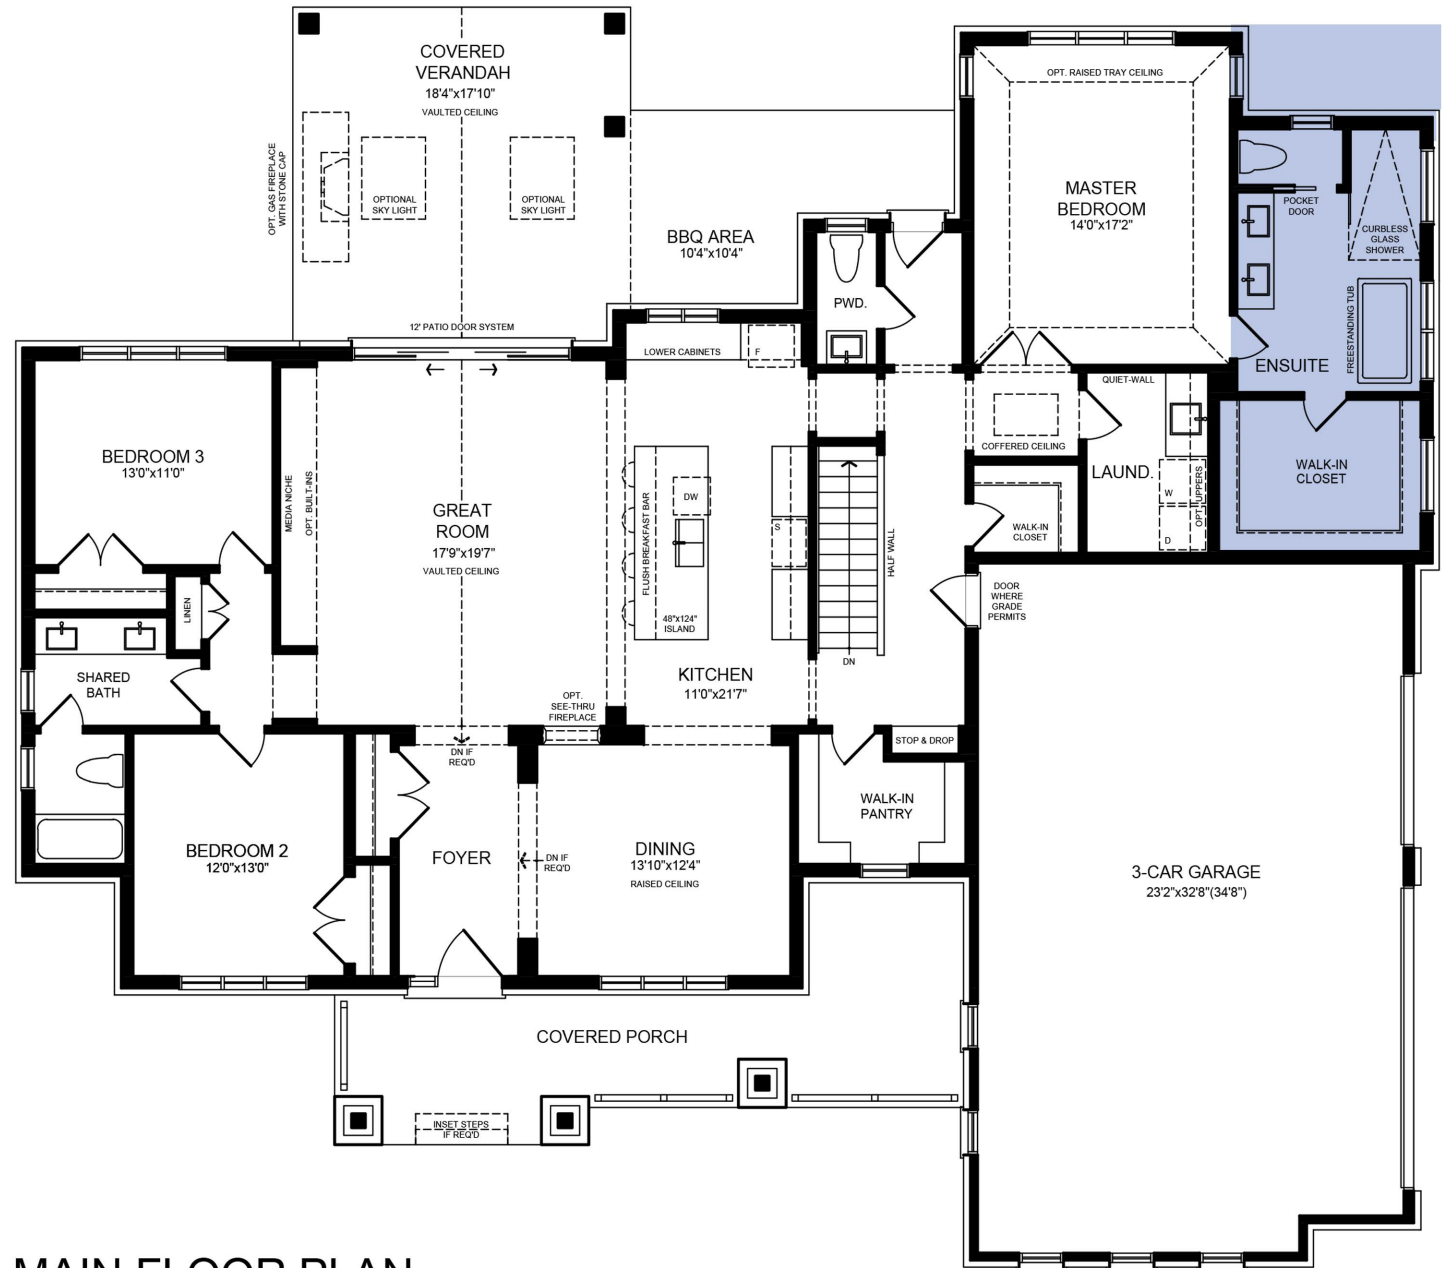 COVERED
VERANDAH
18'4"x17'10"
VAULTED CEILING
OPT. GAS FIREPLACE
WITH STONE CAP
OPTIONAL
SKY LIGHT
OPTIONAL
SKY LIGHT
BBQ AREA
10'4"x10'4"
12' PATIO DOOR SYSTEM
OPT. RAISED TRAY CEILING
MASTER
BEDROOM
14'0"x17'2"
POCKET
DOOR
CURBLESS
GLASS
SHOWER
FREESTANDING TUB
ENSUITE
WALK-IN
CLOSET
PWD.
LOWER CABINETS
F
QUIET-WALL
COFFERED CEILING
LAUND.
W
D
OPT. UPPERS
WALK-IN
CLOSET
BEDROOM 3
13'0"x11'0"
MEDIA NICHE
OPT. BUILT-INS
GREAT
ROOM
17'9"x19'7"
VAULTED CEILING
FLUSH BREAKFAST BAR
DW
S
48"x124"
ISLAND
KITCHEN
11'0"x21'7"
HALF WALL
DN
DOOR
WHERE
GRADE
PERMITS
LINEN
SHARED
BATH
OPT.
SEE-THRU
FIREPLACE
DN IF
REQ'D
STOP & DROP
WALK-IN
PANTRY
BEDROOM 2
12'0"x13'0"
FOYER
DN IF
REQ'D
DINING
13'10"x12'4"
RAISED CEILING
3-CAR GARAGE
23'2"x32'8"(34'8")
COVERED PORCH
INSET STEPS
IF REQ'D
MAIN FLOOR PLAN